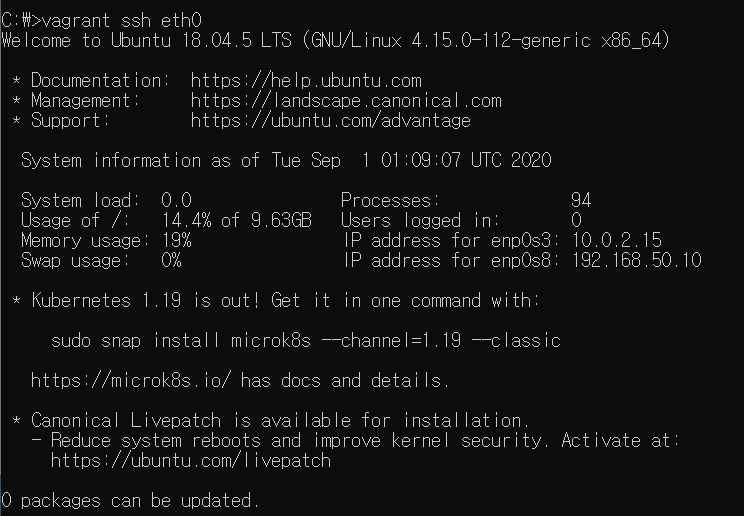 C:₩>vagrant ssh eth0
Welcome to Ubuntu 18.04.5 LTS (GNU/Linux 4.15.0-112-generic x86_64)
* Documentation:  https://help.ubuntu.com
* Management:     https://landscape.canonical.com
* Support:        https://ubuntu.com/advantage
System information as of Tue Sep  1 01:09:07 UTC 2020
System load:  0.0               Processes:             94
Usage of /:   14.4% of 9.63GB   Users logged in:       0
Memory usage: 19%               IP address for enp0s3: 10.0.2.15
Swap usage:   0%                IP address for enp0s8: 192.168.50.10
* Kubernetes 1.19 is out! Get it in one command with:
sudo snap install microk8s --channel=1.19 --classic
https://microk8s.io/ has docs and details.
* Canonical Livepatch is available for installation.
- Reduce system reboots and improve kernel security. Activate at:
https://ubuntu.com/livepatch
0 packages can be updated.